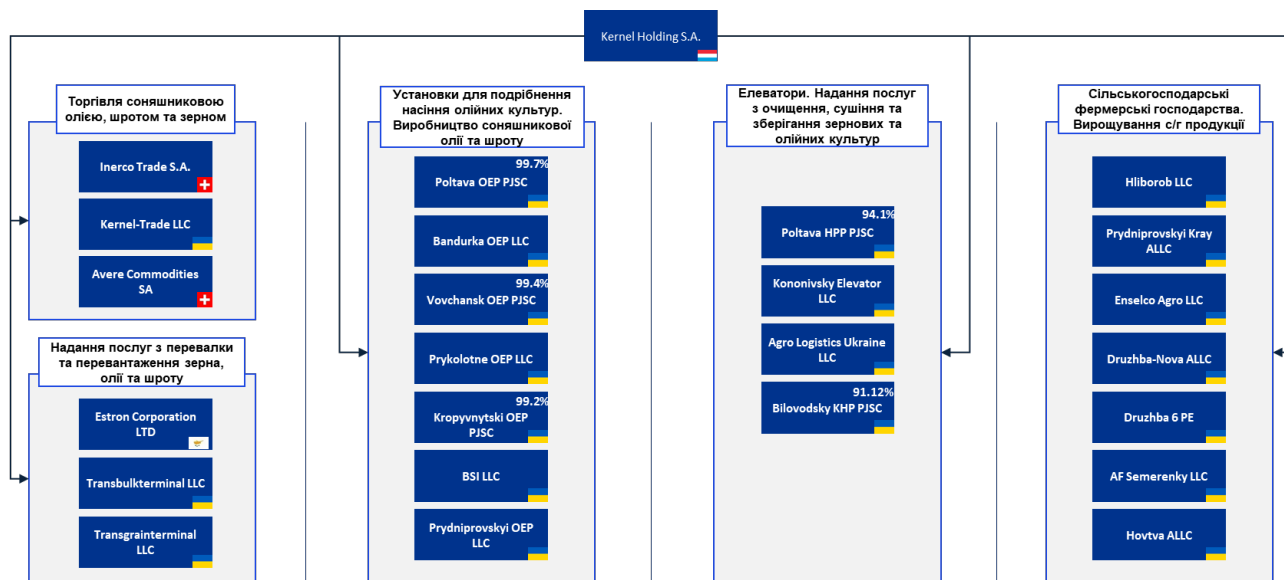 Kernel Holding S.A.
Торгівля соняшниковою
олією, шротом та зерном
Inerco Trade S.A.
Kernel-Trade LLC
Avere Commodities
SA
Надання послуг з перевалки
та перевантаження зерна,
олії та шроту
Estron Corporation
LTD
Transbulkterminal LLC
Transgrainterminal
LLC
Установки для подрібнення
насіння олійних культур.
Виробництво соняшникової
олії та шроту
99.7%
Poltava OEP PJSC
Bandurka OEP LLC
99.4%
Vovchansk OEP PJSC
Prykolotne OEP LLC
99.2%
Kropyvnytski OEP
PJSC
BSI LLC
Prydniprovskyi OEP
LLC
Елеватори. Надання послуг
з очищення, сушіння та
зберігання зернових та
олійних культур
94.1%
Poltava HPP PJSC
Kononivsky Elevator
LLC
Agro Logistics Ukraine
LLC
91.12%
Bilovodsky KHP PJSC
Сільськогосподарські
фермерські господарства.
Вирощування с/г продукції
Hliborob LLC
Prydniprovskyi Kray
ALLC
Enselco Agro LLC
Druzhba-Nova ALLC
Druzhba 6 PE
AF Semerenky LLC
Hovtva ALLC